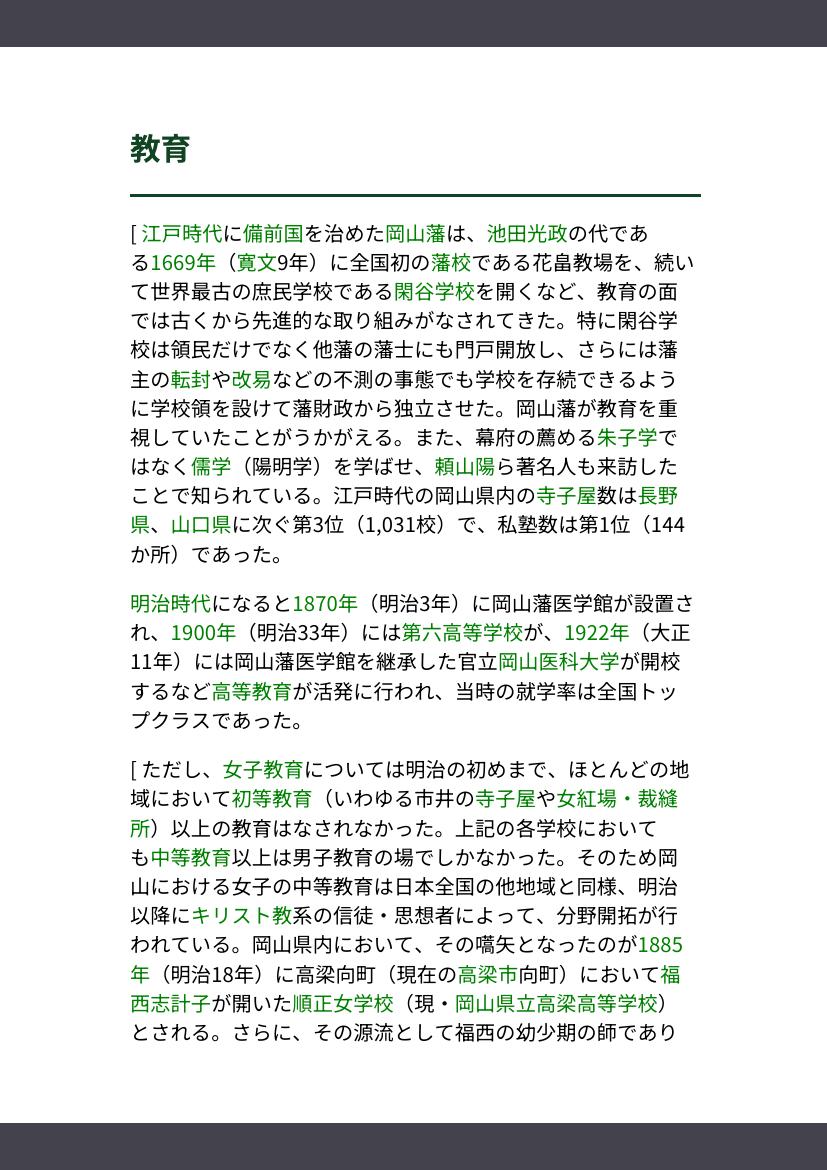 教育
[ 江戸時代に備前国を治めた岡山藩は、池田光政の代であ
る1669年（寛文9年）に全国初の藩校である花畠教場を、続い
て世界最古の庶民学校である閑谷学校を開くなど、教育の面
では古くから先進的な取り組みがなされてきた。特に閑谷学
校は領民だけでなく他藩の藩士にも門戸開放し、さらには藩
主の転封や改易などの不測の事態でも学校を存続できるよう
に学校領を設けて藩財政から独立させた。岡山藩が教育を重
視していたことがうかがえる。また、幕府の薦める朱子学で
はなく儒学（陽明学）を学ばせ、頼山陽ら著名人も来訪した
ことで知られている。江戸時代の岡山県内の寺子屋数は長野
県、山口県に次ぐ第3位（1,031校）で、私塾数は第1位（144
か所）であった。
明治時代になると1870年（明治3年）に岡山藩医学館が設置さ
れ、1900年（明治33年）には第六高等学校が、1922年（大正
11年）には岡山藩医学館を継承した官立岡山医科大学が開校
するなど高等教育が活発に行われ、当時の就学率は全国トッ
プクラスであった。
[ ただし、女子教育については明治の初めまで、ほとんどの地
域において初等教育（いわゆる市井の寺子屋や女紅場・裁縫
所）以上の教育はなされなかった。上記の各学校において
も中等教育以上は男子教育の場でしかなかった。そのため岡
山における女子の中等教育は日本全国の他地域と同様、明治
以降にキリスト教系の信徒・思想者によって、分野開拓が行
われている。岡山県内において、その嚆矢となったのが1885
年（明治18年）に高梁向町（現在の高梁市向町）において福
西志計子が開いた順正女学校（現・岡山県立高梁高等学校）
とされる。さらに、その源流として福西の幼少期の師であり